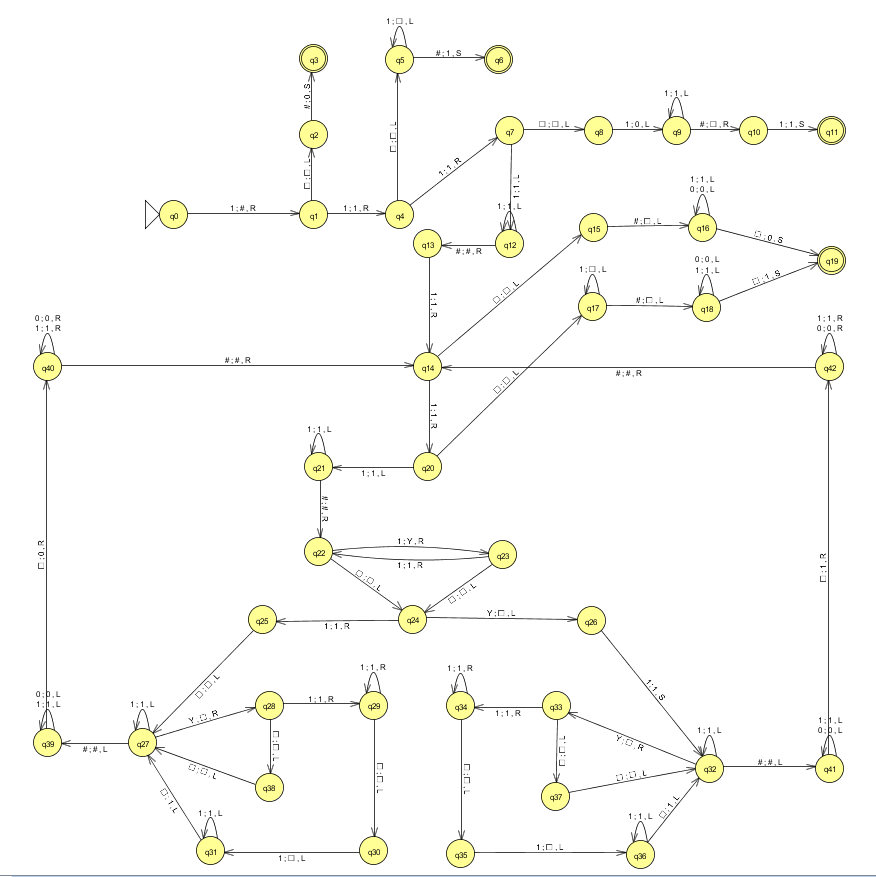 1;□,L
q3
q5
#;1,S
q6
#;0,S
□;□,L
1;1,L
q2
q7
□;□,L
q8
1;0,L
q9
#;□,R
q10
1;1,S
q11
□;□,L
1;1,R
1;1,L
1;1,L
0;0,L
q0
1;#,R
q1
1;1,R
q4
1;1,L
q13
#;#,R
q12
q15
#;□,L
q16
□;0,S
q19
0;0,L
1;1,L
1;□,L
□;□,L
□;1,S
1;1,R
q17
#;□,L
q18
0;0,R
1;1,R
1;1,R
0;0,R
q40
#;#,R
q14
#;#,R
q42
□;□,L
1;1,R
1;1,L
q21
1;1,L
q20
#;#,R
□;0,R
□;1,R
q22
1;Y,R
1;1,R
q23
□;□,L
□;□,L
q25
1;1,R
q24
Y;□,L
q26
□;□,L
1;1,S
1;1,R
1;1,R
0;0,L
1;1,L
1;1,L
q28
1;1,R
q29
q34
1;1,R
q33
1;1,L
1;1,L
0;0,L
q39
#;#,L
q27
Y;□,R
□;□,L
□;□,L
□;□,L
□;□,L
1;□;□
Y;□,R
q32
#;#,L
q41
□;□,L
q38
q37
□;□,L
□;1,L
1;1,L
1;1,L
□;1,L
q31
1;□,L
q30
q35
1;□,L
q36